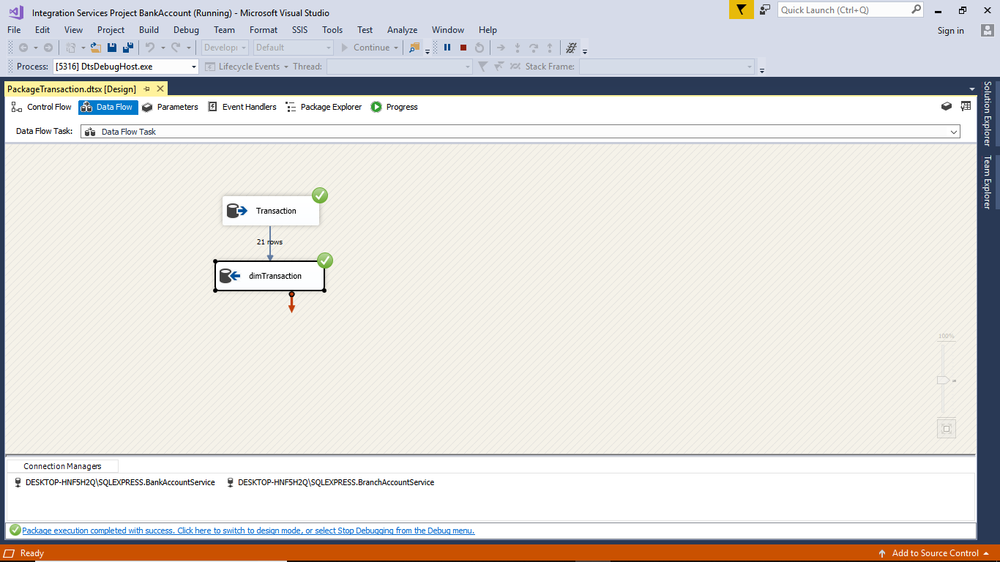 Integration Services Project BankAccount (Running) - Microsoft Visual Studio
Quick Launch (Ctrl+Q)
File Edit View Project Build Debug Team Format SSIS Tools Test Analyze Window Help
Sign in
Develop Default Continue
Process: [5316] DtsDebugHost.exe Lifecycle Events Thread: Stack Frame:
PackageTransaction.dtsx [Design]
Control Flow Data Flow Parameters Event Handlers Package Explorer Progress
Data Flow Task: Data Flow Task
Solution Explorer
Team Explorer
Transaction
21 rows
dimTransaction
100%
Connection Managers
DESKTOP-HNF5H2Q\SQLEXPRESS.BankAccountService DESKTOP-HNF5H2Q\SQLEXPRESS.BranchAccountService
Package execution completed with success. Click here to switch to design mode, or select Stop Debugging from the Debug menu.
Ready
Add to Source Control